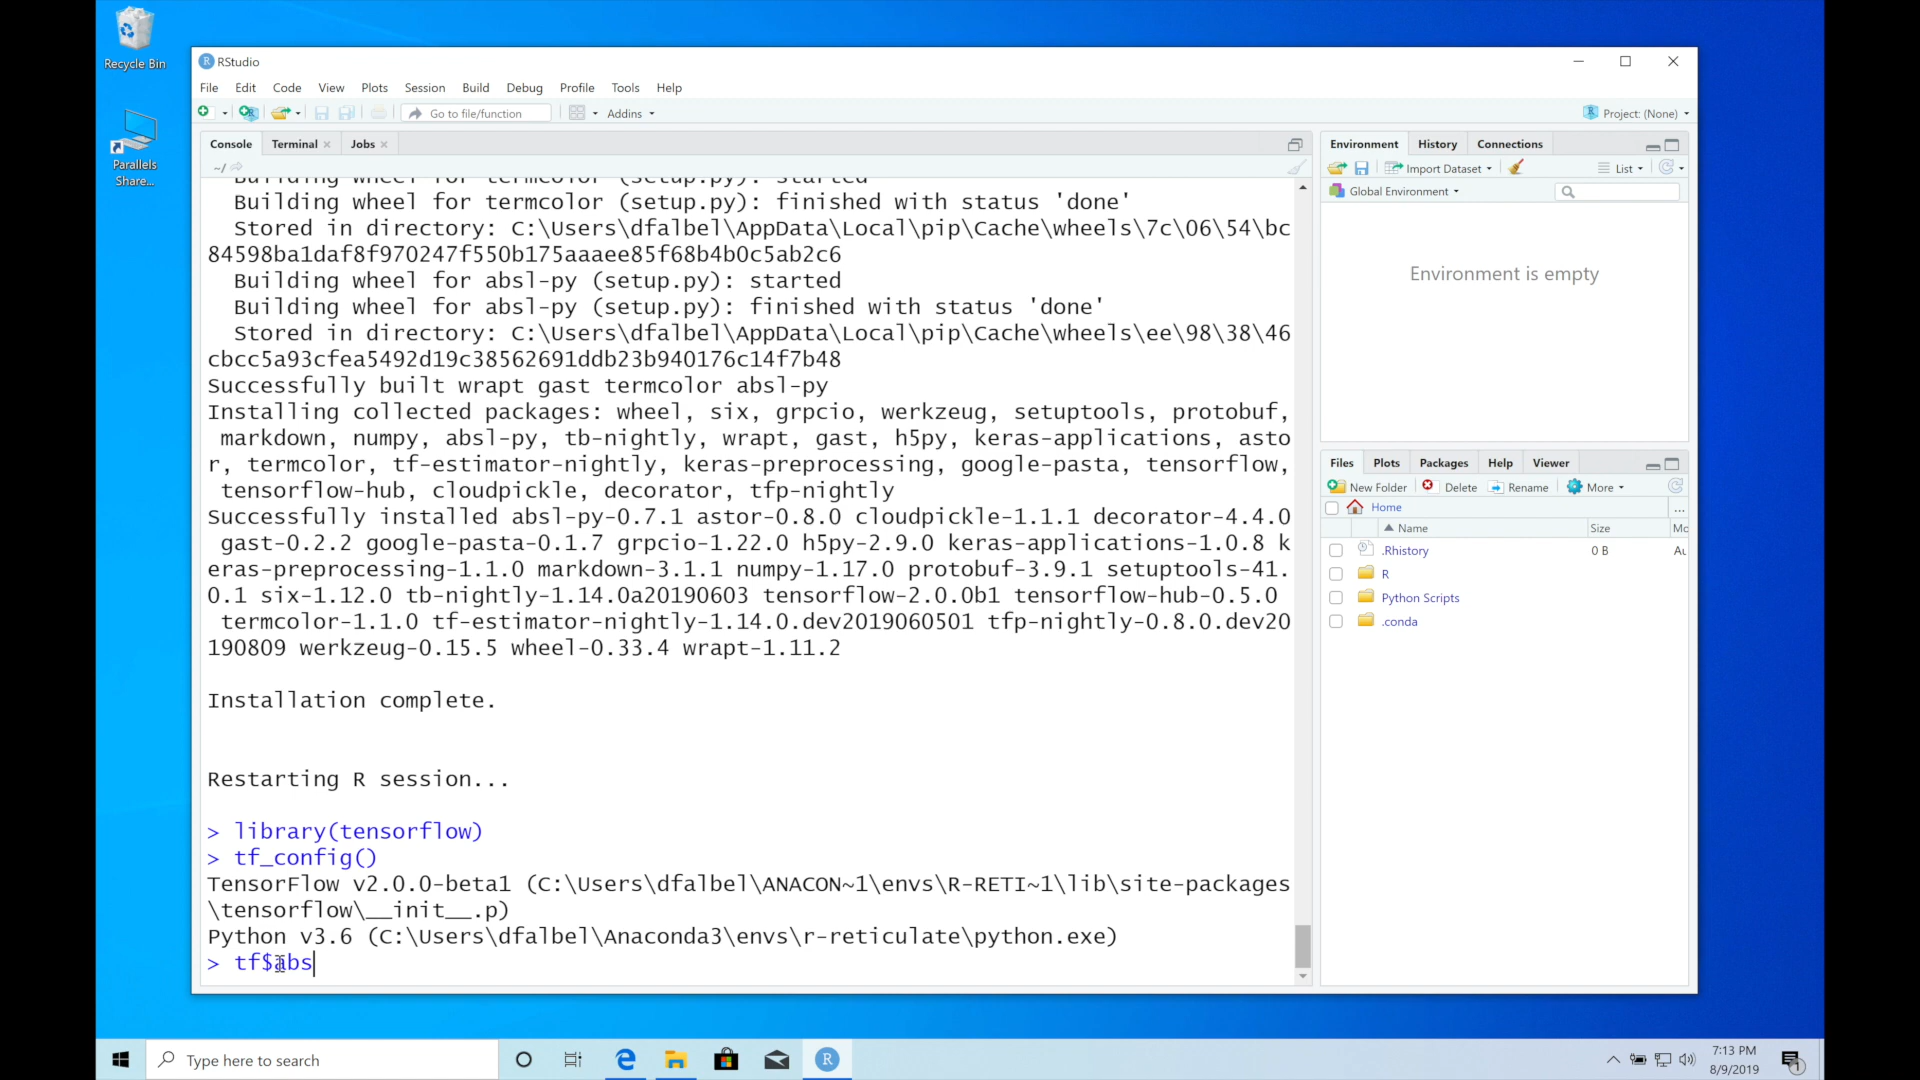 Recycle Bin
Parallels
Share...
RStudio
File Edit Code View Plots Session Build Debug Profile Tools Help
Go to file/function Addins Project: (None)
Console Terminal Jobs
~/
Building wheel for termcolor (setup.py): started
Building wheel for termcolor (setup.py): finished with status 'done'
Stored in directory: C:\Users\dfalbel\AppData\Local\pip\Cache\wheels\7c\06\54\bc
84598ba1daf8f970247f550b175aaaee85f68b4b0c5ab2c6
Building wheel for absl-py (setup.py): started
Building wheel for absl-py (setup.py): finished with status 'done'
Stored in directory: C:\Users\dfalbel\AppData\Local\pip\Cache\wheels\ee\98\38\46
cbcc5a93cfea5492d19c38562691ddb23b940176c14f7b48
Successfully built wrapt gast termcolor absl-py
Installing collected packages: wheel, six, grpcio, werkzeug, setuptools, protobuf,
markdown, numpy, absl-py, tb-nightly, wrapt, gast, h5py, keras-applications, asto
r, termcolor, tf-estimator-nightly, keras-preprocessing, google-pasta, tensorflow,
tensorflow-hub, cloudpickle, decorator, tfp-nightly
Successfully installed absl-py-0.7.1 astor-0.8.0 cloudpickle-1.1.1 decorator-4.4.0
gast-0.2.2 google-pasta-0.1.7 grpcio-1.22.0 h5py-2.9.0 keras-applications-1.0.8 k
eras-preprocessing-1.1.0 markdown-3.1.1 numpy-1.17.0 protobuf-3.9.1 setuptools-41.
0.1 six-1.12.0 tb-nightly-1.14.0a20190603 tensorflow-2.0.0b1 tensorflow-hub-0.5.0
termcolor-1.1.0 tf-estimator-nightly-1.14.0.dev2019060501 tfp-nightly-0.8.0.dev20
190809 werkzeug-0.15.5 wheel-0.33.4 wrapt-1.11.2
Installation complete.
Restarting R session...
> library(tensorflow)
> tf_config()
TensorFlow v2.0.0-beta1 (C:\Users\dfalbel\ANACON~1\envs\R-RETI~1\lib\site-packages
\tensorflow\__init__.p)
Python v3.6 (C:\Users\dfalbel\Anaconda3\envs\r-reticulate\python.exe)
> tf$abs
Environment History Connections
Import Dataset List
Global Environment
Environment is empty
Files Plots Packages Help Viewer
New Folder Delete Rename More
Home ...
Name Size Mo
.Rhistory 0 B Au
R
Python Scripts
.conda
Type here to search
7:13 PM
8/9/2019
1